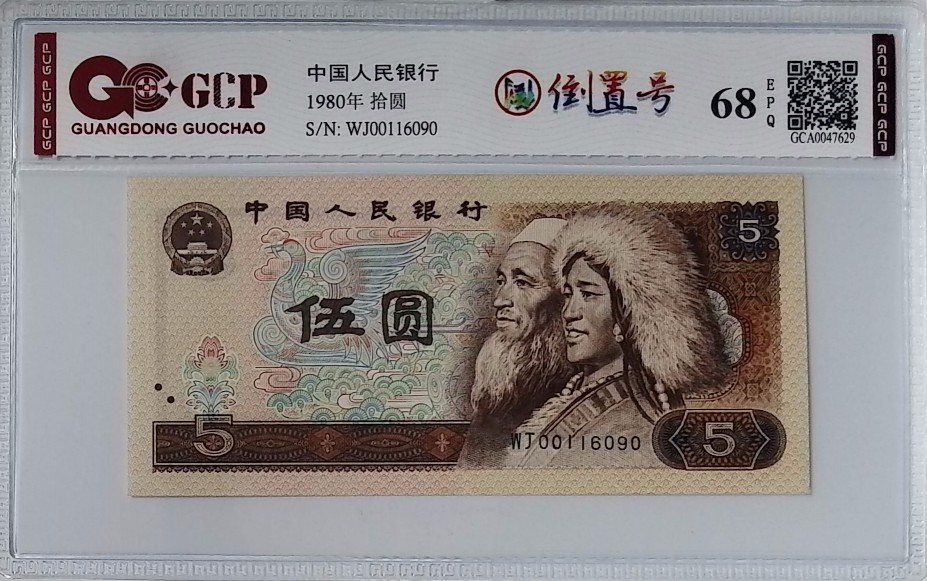 GCP GCP GCP
GCP
GUANGDONG GUOCHAO
中国人民银行
1980年 拾圆
S/N: WJ00116090
倒置号
68
EPQ
GCA0047629
GCP GCP GCP
中国人民银行
5
伍圆
5
WJ00116090
5